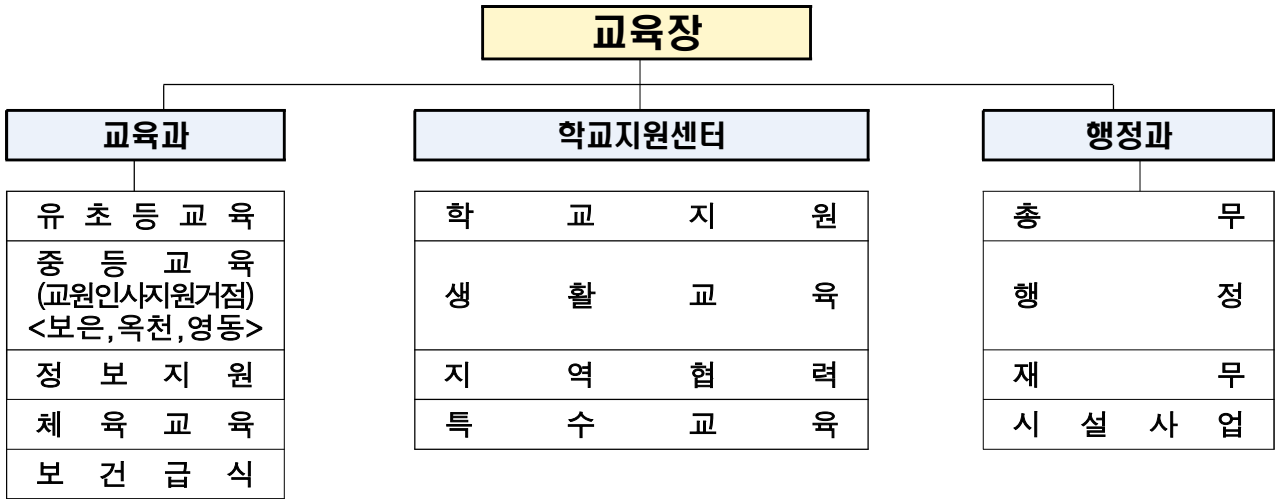 교육장
교육과
학교지원센터
행정과
유 초 등 교 육
중 등 교 육
(교원인사지원거점)
<보은,옥천,영동>
정 보 지 원
체 육 교 육
보 건 급 식
학 교 지 원
생 활 교 육
지 역 협 력
특 수 교 육
총 무
행 정
재 무
시 설 사 업